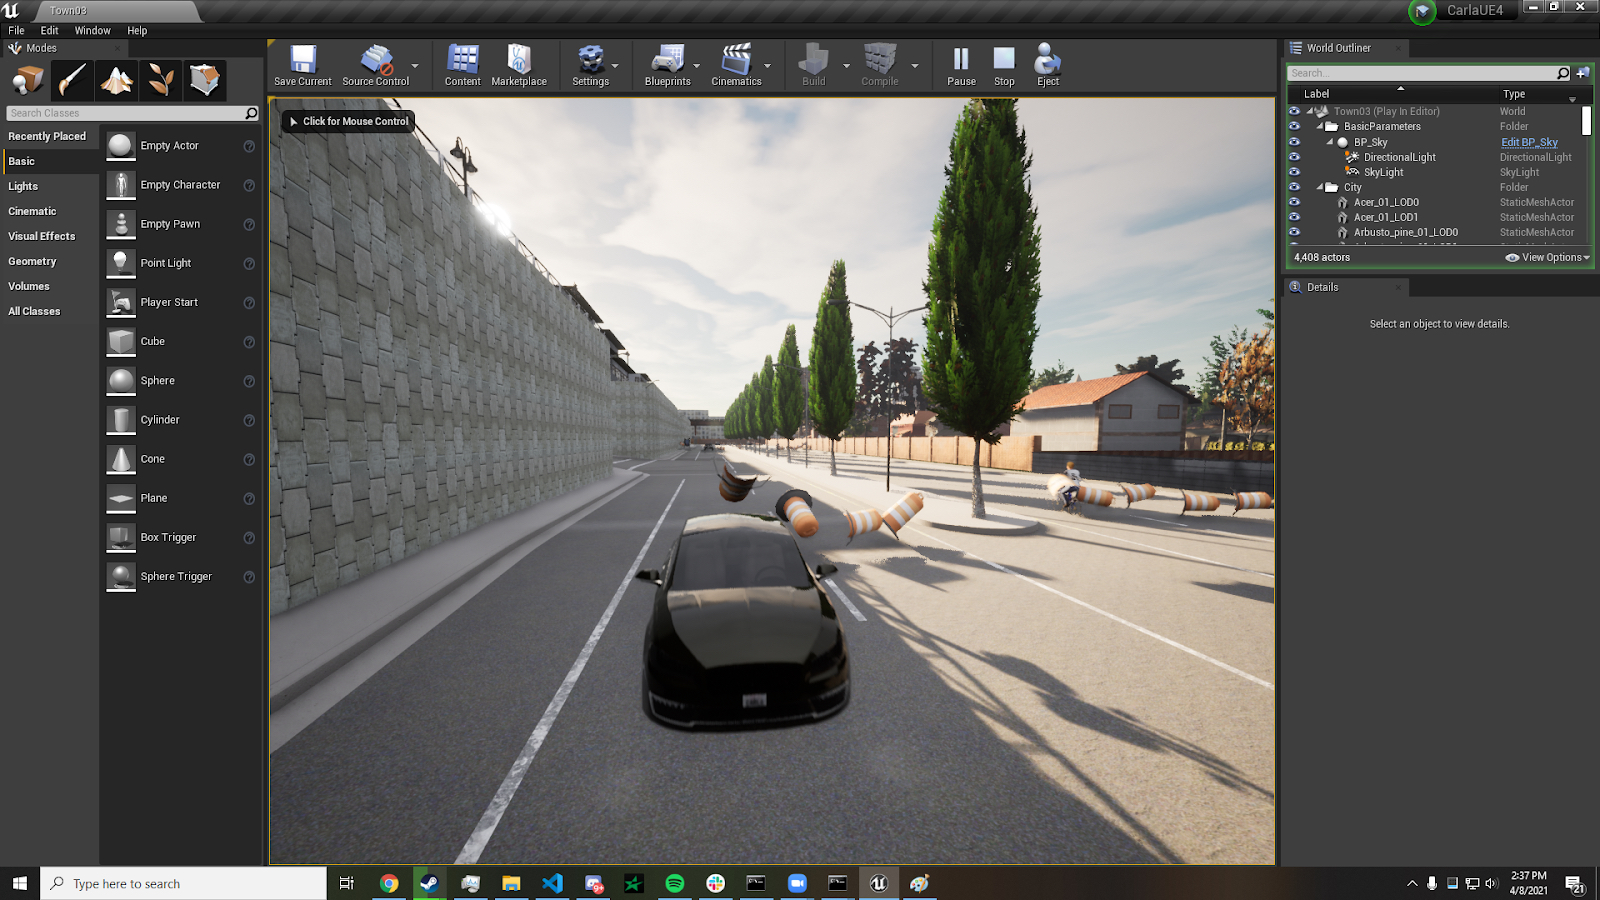 Town03
CarlaUE4
File Edit Window Help
Modes
Search Classes
Recently Placed
Basic
Lights
Cinematic
Visual Effects
Geometry
Volumes
All Classes
Empty Actor
Empty Character
Empty Pawn
Point Light
Player Start
Cube
Sphere
Cylinder
Cone
Plane
Box Trigger
Sphere Trigger
Save Current
Source Control
Content
Marketplace
Settings
Blueprints
Cinematics
Build
Compile
Pause
Stop
Eject
Click for Mouse Control
World Outliner
Search...
Label Type
Town03 (Play In Editor) World
BasicParameters Folder
BP_Sky Edit BP_Sky
DirectionalLight DirectionalLight
SkyLight SkyLight
City Folder
Acer_01_LOD0 StaticMeshActor
Acer_01_LOD1 StaticMeshActor
Arbusto_pine_01_LOD0 StaticMeshActor
4,408 actors View Options
Details
Select an object to view details.
Type here to search
9+
2:37 PM
4/8/2021
21